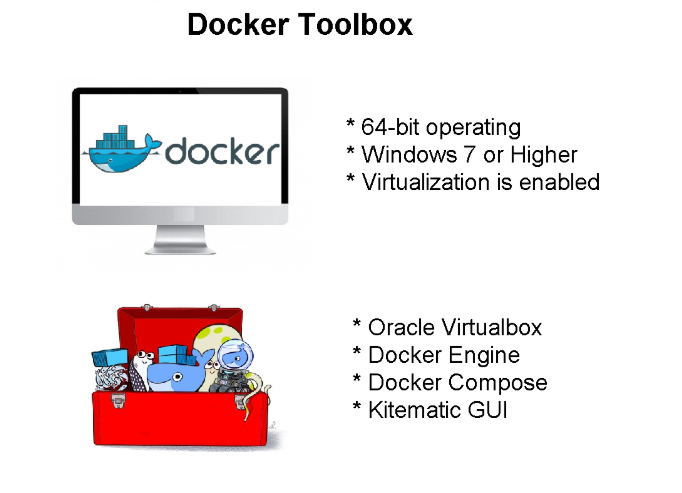 Docker Toolbox
docker
* 64-bit operating
* Windows 7 or Higher
* Virtualization is enabled
* Oracle Virtualbox
* Docker Engine
* Docker Compose
* Kitematic GUI